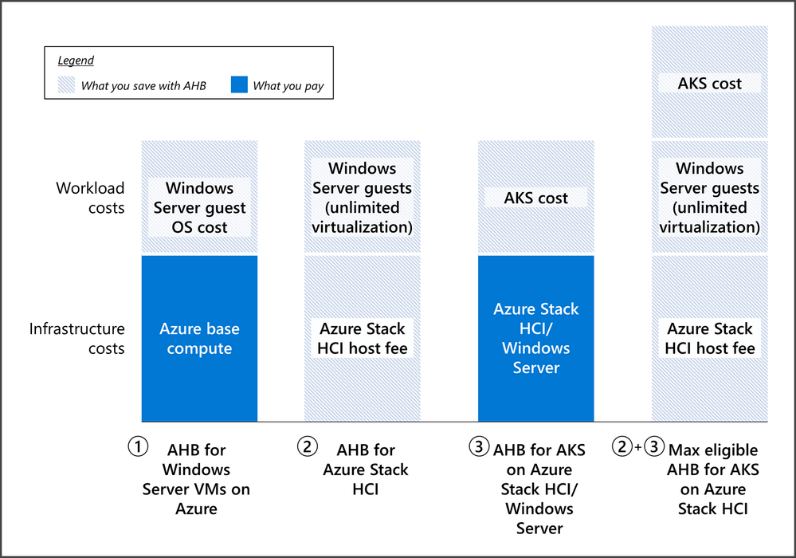 Legend
What you save with AHB
What you pay
AKS cost
Workload
costs
Windows
Server guest
OS cost
Windows
Server guests
(unlimited
virtualization)
AKS cost
Windows
Server guests
(unlimited
virtualization)
Infrastructure
costs
Azure base
compute
Azure Stack
HCI host fee
Azure Stack
HCI/
Windows
Server
Azure Stack
HCI host fee
1 AHB for
Windows
Server VMs on
Azure
2 AHB for
Azure Stack
HCI
3 AHB for AKS
on Azure
Stack HCI/
Windows
Server
2+3 Max eligible
AHB for AKS
on Azure
Stack HCI